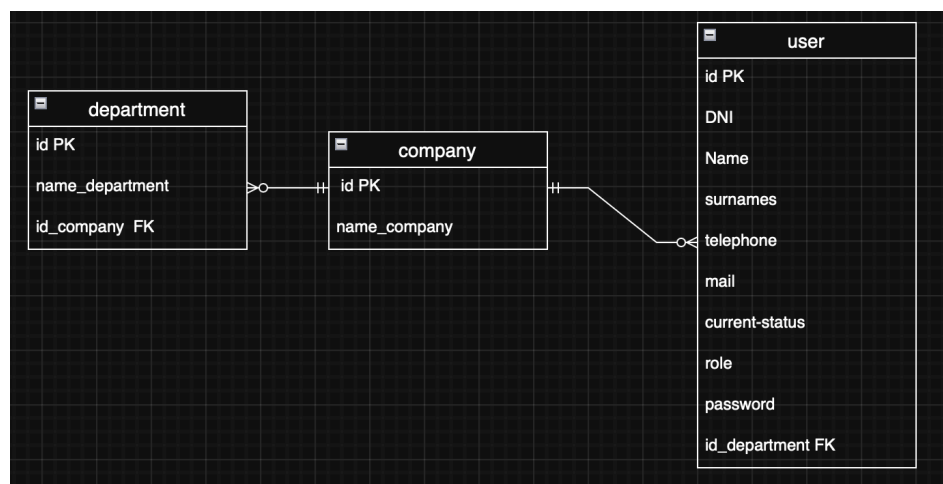 department
id PK
name_department
id_company FK
company
id PK
name_company
user
id PK
DNI
Name
surnames
telephone
mail
current-status
role
password
id_department FK